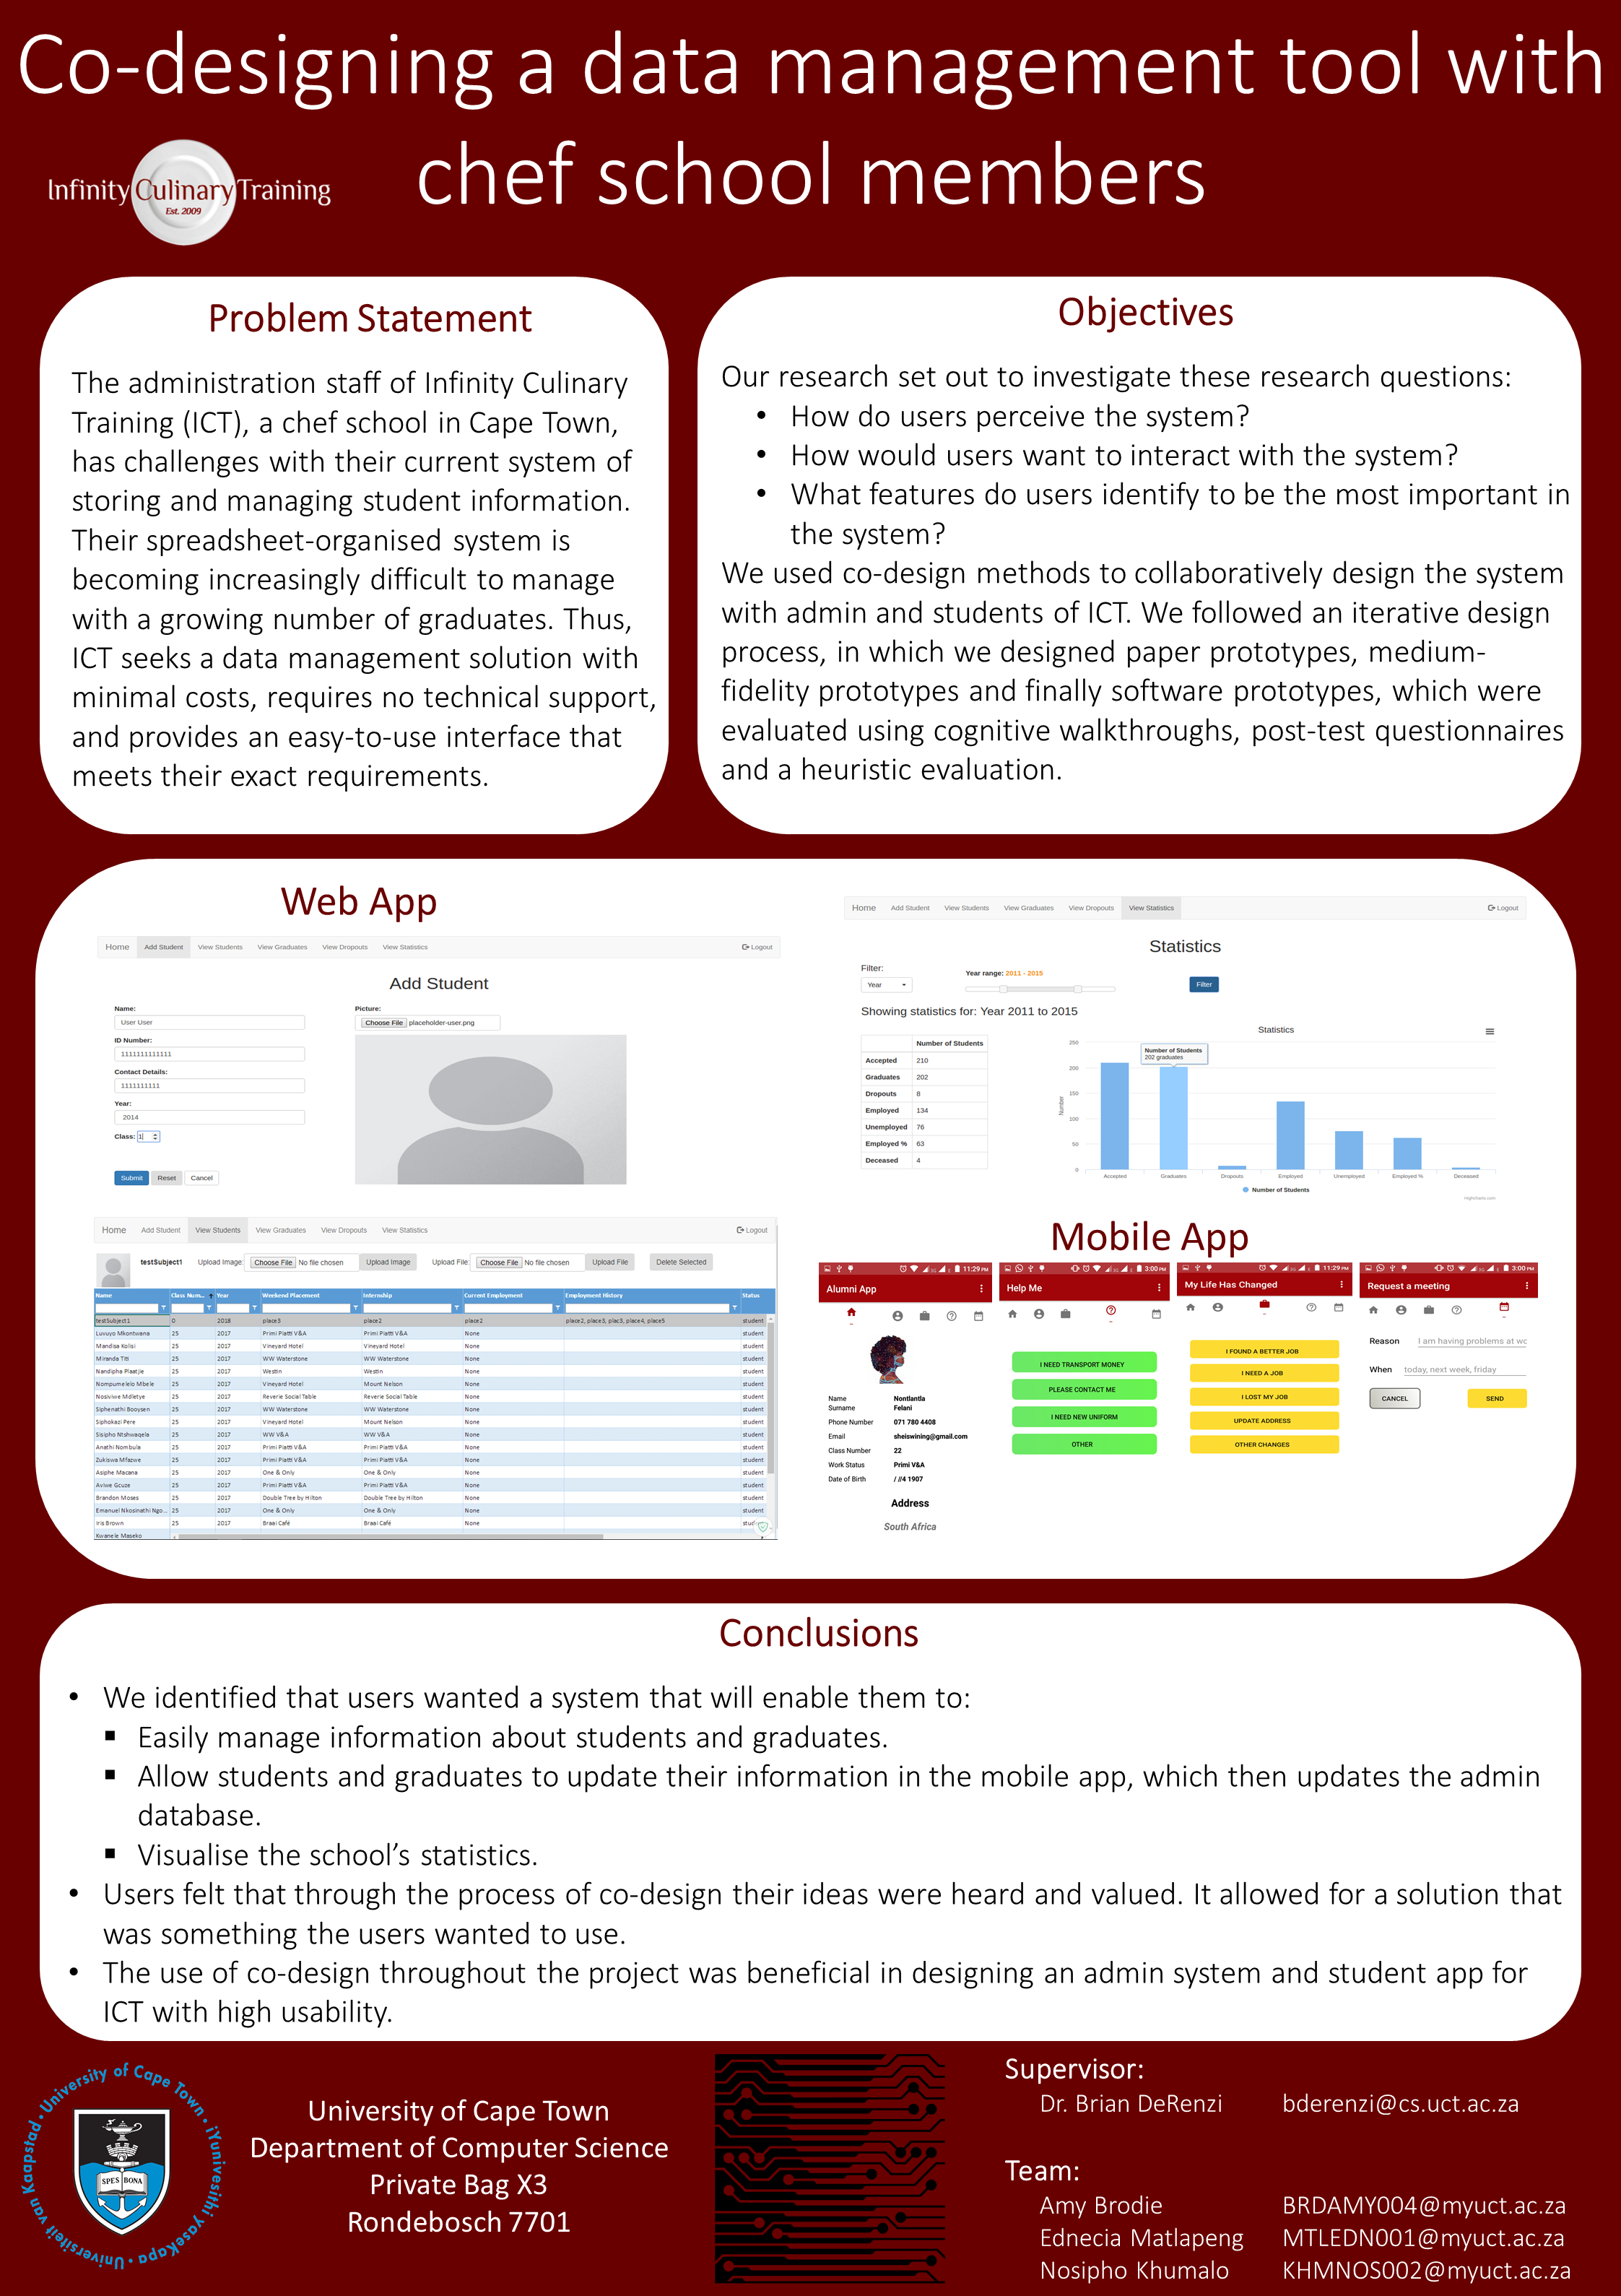 Co-designing a data management tool with
chef school members
Infinity Culinary Training
Est. 2009
Problem Statement
The administration staff of Infinity Culinary
Training (ICT), a chef school in Cape Town,
has challenges with their current system of
storing and managing student information.
Their spreadsheet-organised system is
becoming increasingly difficult to manage
with a growing number of graduates. Thus,
ICT seeks a data management solution with
minimal costs, requires no technical support,
and provides an easy-to-use interface that
meets their exact requirements.
Objectives
Our research set out to investigate these research questions:
• How do users perceive the system?
• How would users want to interact with the system?
• What features do users identify to be the most important in
the system?
We used co-design methods to collaboratively design the system
with admin and students of ICT. We followed an iterative design
process, in which we designed paper prototypes, medium-
fidelity prototypes and finally software prototypes, which were
evaluated using cognitive walkthroughs, post-test questionnaires
and a heuristic evaluation.
Web App
Home Add Student View Students View Graduates View Dropouts View Statistics Logout
Add Student
Name:
User User
ID Number:
1111111111111
Contact Details:
1111111111
Year:
2014
Class: 1
Submit Reset Cancel
Picture:
Choose File placeholder-user.png
Home Add Student View Students View Graduates View Dropouts View Statistics Logout
Statistics
Filter:
Year
Year range: 2011 - 2015
Filter
Showing statistics for: Year 2011 to 2015
Number of Students
Accepted 210
Graduates 202
Dropouts 8
Employed 134
Unemployed 76
Employed % 63
Deceased 4
Statistics
Number of Students
202 graduates
Number
250
200
150
100
50
0
Accepted Graduates Dropouts Employed Unemployed Employed % Deceased
Number of Students
Home Add Student View Students View Graduates View Dropouts View Statistics Logout
testSubject1 Upload Image: Choose File No file chosen Upload Image Upload File: Choose File No file chosen Upload File Delete Selected
Name Class Num... Year Weekend Placement Internship Current Employment Employment History Status
testSubject1 0 2018 place3 place2 place2 place2, place3, plac3, place4, place5 student
Luvuyo Mkontwana 25 2017 Primi Piatti V&A Primi Piatti V&A None student
Mandisa Kolisi 25 2017 Vineyard Hotel Vineyard Hotel None student
Miranda Titi 25 2017 WW Waterstone WW Waterstone None student
Nandipha Plaatjie 25 2017 Westin Westin None student
Nompumelelo Mbele 25 2017 Vineyard Hotel Mount Nelson None student
Nosiviwe Mdletye 25 2017 Reverie Social Table Reverie Social Table None student
Siphenathi Booysen 25 2017 WW Waterstone WW Waterstone None student
Siphokazi Pere 25 2017 Vineyard Hotel Mount Nelson None student
Sisipho Ntshwaqela 25 2017 WW V&A WW V&A None student
Anathi Nombula 25 2017 Primi Piatti V&A Primi Piatti V&A None student
Zukiswa Mfazwe 25 2017 Primi Piatti V&A Primi Piatti V&A None student
Asiphe Macana 25 2017 One & Only One & Only None student
Aviwe Gcuze 25 2017 Primi Piatti V&A Primi Piatti V&A None student
Brandon Moses 25 2017 Double Tree by Hilton Double Tree by Hilton None student
Emanuel Nkosinathi Ngo... 25 2017 One & Only One & Only None student
Iris Brown 25 2017 Braai Café Braai Café None
Kwanele Maseko
Mobile App
11:29 PM
Alumni App
Name Nontlantla
Surname Felani
Phone Number 071 780 4408
Email sheiswining@gmail.com
Class Number 22
Work Status Primi V&A
Date of Birth / //4 1907
Address
South Africa
3:00 PM
Help Me
I NEED TRANSPORT MONEY
PLEASE CONTACT ME
I NEED NEW UNIFORM
OTHER
11:29 PM
My Life Has Changed
I FOUND A BETTER JOB
I NEED A JOB
I LOST MY JOB
UPDATE ADDRESS
OTHER CHANGES
3:00 PM
Request a meeting
Reason I am having problems at wc
When today, next week, friday
CANCEL SEND
Conclusions
• We identified that users wanted a system that will enable them to:
▪ Easily manage information about students and graduates.
▪ Allow students and graduates to update their information in the mobile app, which then updates the admin
database.
▪ Visualise the school’s statistics.
• Users felt that through the process of co-design their ideas were heard and valued. It allowed for a solution that
was something the users wanted to use.
• The use of co-design throughout the project was beneficial in designing an admin system and student app for
ICT with high usability.
University of Cape Town • iYunivesithi yaseKapa • Universiteit van Kaapstad •
SPES BONA
University of Cape Town
Department of Computer Science
Private Bag X3
Rondebosch 7701
Supervisor:
Dr. Brian DeRenzi bderenzi@cs.uct.ac.za
Team:
Amy Brodie BRDAMY004@myuct.ac.za
Ednecia Matlapeng MTLEDN001@myuct.ac.za
Nosipho Khumalo KHMNOS002@myuct.ac.za